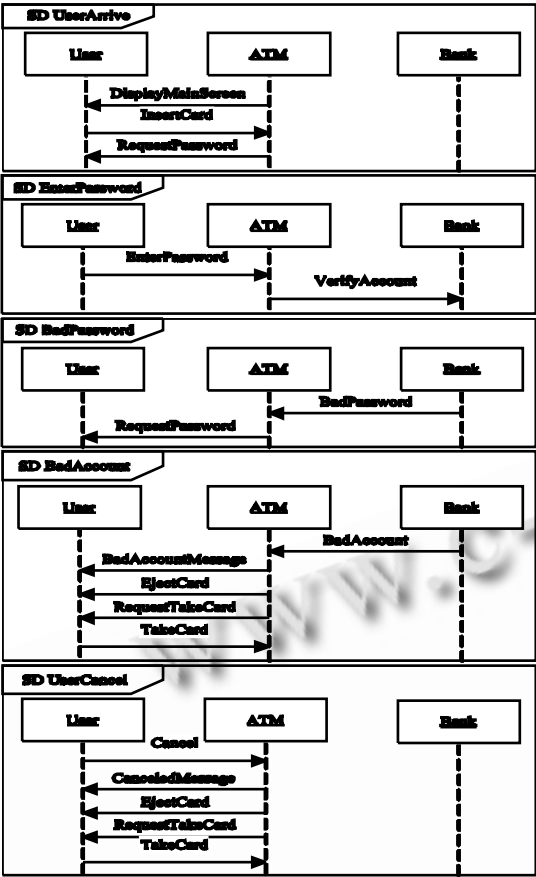 SD UserArrive
User ATM Bank
DisplayMainScreen
InsertCard
RequestPassword
SD EnterPassword
User ATM Bank
EnterPassword
VerifyAccount
SD BadPassword
User ATM Bank
BadPassword
RequestPassword
SD BadAccount
User ATM Bank
BadAccount
BadAccountMessage
EjectCard
RequestTakeCard
TakeCard
SD UserCancel
User ATM Bank
Cancel
CanceledMessage
EjectCard
RequestTakeCard
TakeCard
www.c